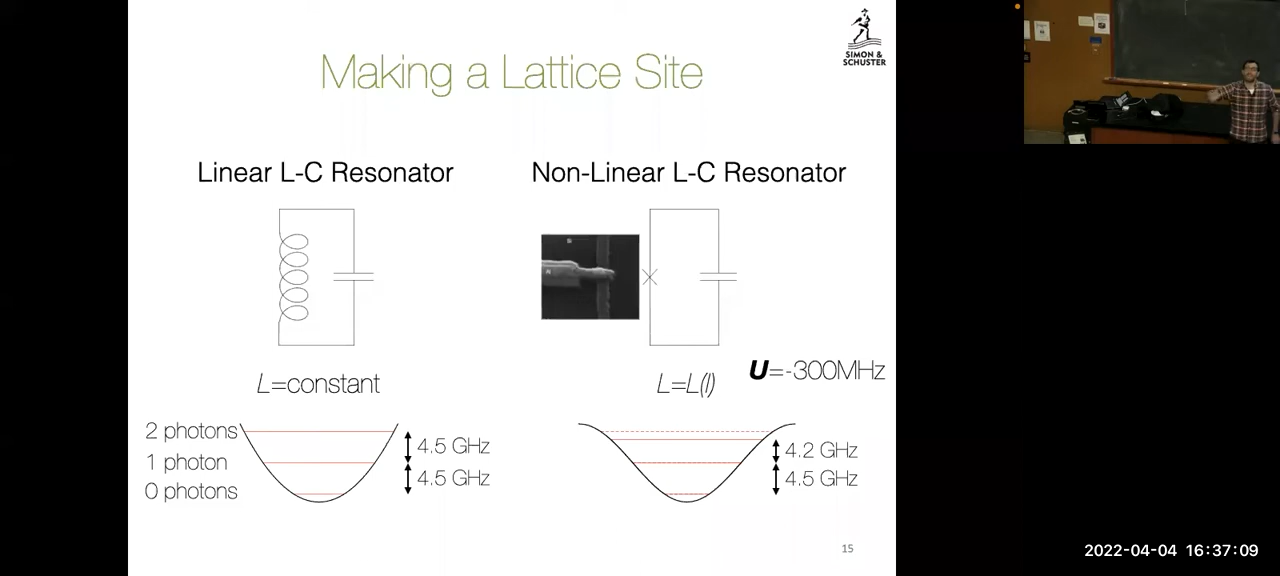 SIMON &
SCHUSTER
Making a Lattice Site
Linear L-C Resonator
Non-Linear L-C Resonator
L=constant
L=L(I)
U=-300MHz
2 photons
1 photon
0 photons
4.5 GHz
4.5 GHz
4.2 GHz
4.5 GHz
15
2022-04-04 16:37:09